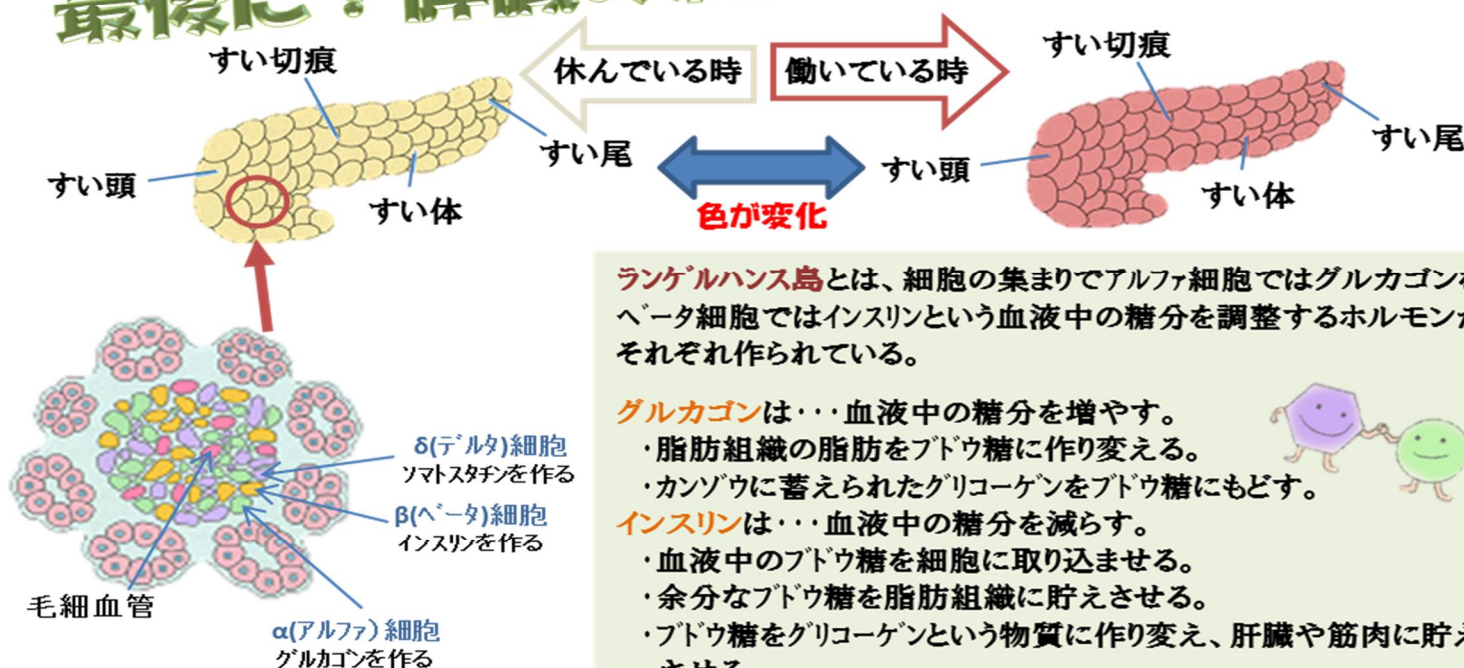 最後に！膵臓の
休んでいる時
働いている時
すい切痕
すい尾
すい頭
すい体
色が変化
すい切痕
すい尾
すい頭
すい体
ランゲルハンス島とは、細胞の集まりでアルファ細胞ではグルカゴン
ベータ細胞ではインスリンという血液中の糖分を調整するホルモン
それぞれ作られている。
グルカゴンは・・・血液中の糖分を増やす。
・脂肪組織の脂肪をブドウ糖に作り変える。
・カンゾウに蓄えられたグリコーゲンをブドウ糖にもどす。
インスリンは・・・血液中の糖分を減らす。
・血液中のブドウ糖を細胞に取り込ませる。
・余分なブドウ糖を脂肪組織に貯えさせる。
・ブドウ糖をグリコーゲンという物質に作り変え、肝臓や筋肉に貯え
させる
δ(デルタ)細胞
ソマトスタチンを作る
β(ベータ)細胞
インスリンを作る
毛細血管
α(アルファ)細胞
グルカゴンを作る